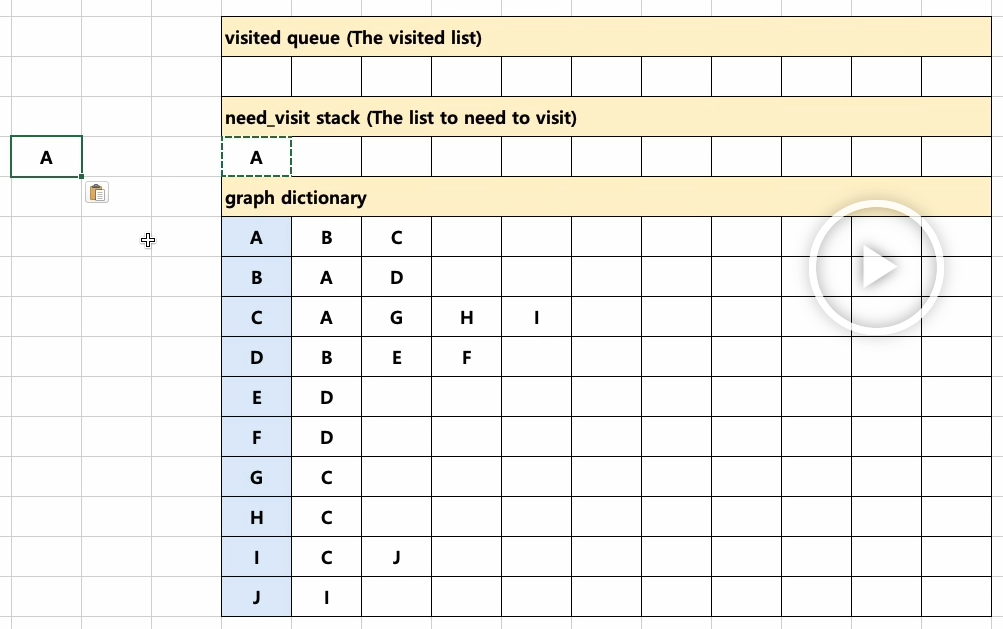 visited queue (The visited list)
need_visit stack (The list to need to visit)
A
A
graph dictionary
A B C
B A D
C A G H I
D B E F
E D
F D
G C
H C
I C J
J I